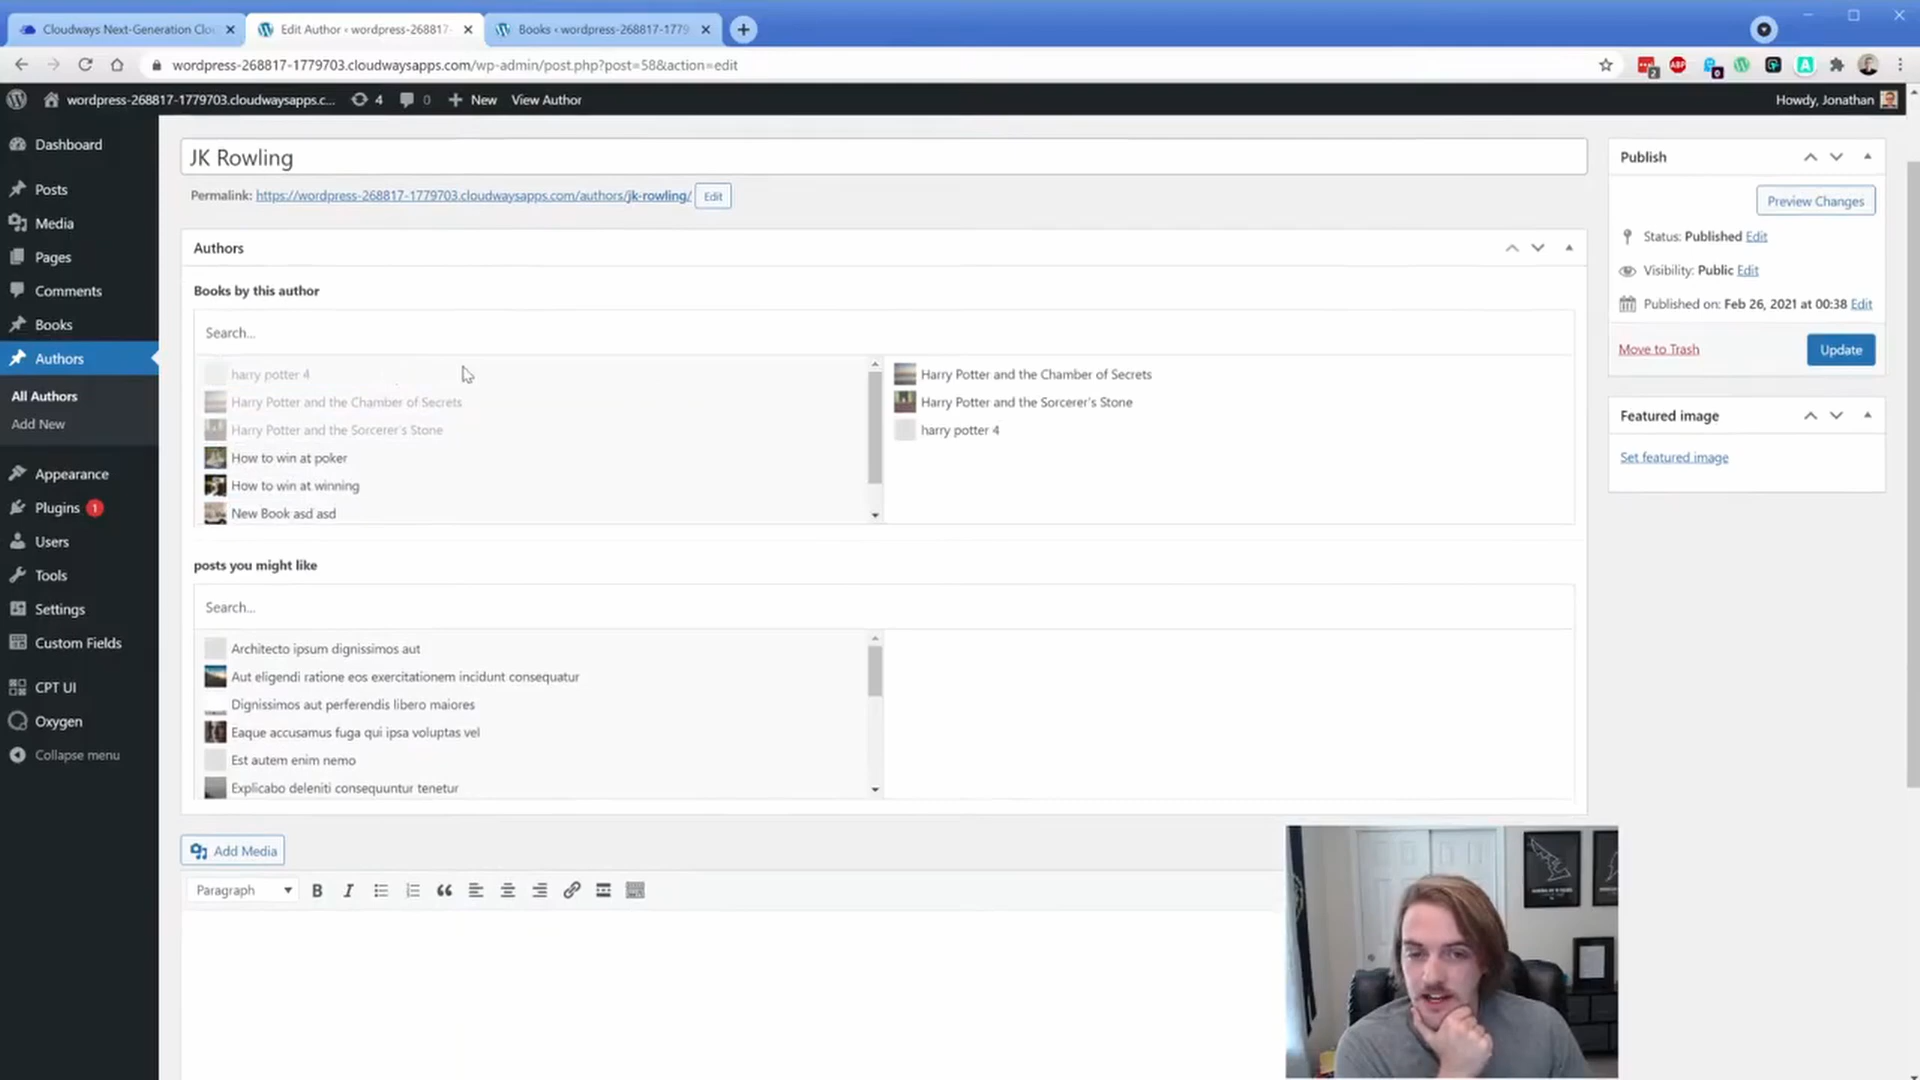 Cloudways Next-Generation Clo
Edit Author ‹ wordpress-268817-
Books ‹ wordpress-268817-1779
wordpress-268817-1779703.cloudwaysapps.com/wp-admin/post.php?post=58&action=edit
2
ABP
0
A
wordpress-268817-1779703.cloudwaysapps.c...
4
0
New
View Author
Howdy, Jonathan
Dashboard
Posts
Media
Pages
Comments
Books
Authors
All Authors
Add New
Appearance
Plugins 1
Users
Tools
Settings
Custom Fields
CPT UI
Oxygen
Collapse menu
JK Rowling
Permalink: https://wordpress-268817-1779703.cloudwaysapps.com/authors/jk-rowling/ Edit
Authors
Books by this author
Search...
harry potter 4
Harry Potter and the Chamber of Secrets
Harry Potter and the Sorcerer's Stone
How to win at poker
How to win at winning
New Book asd asd
Harry Potter and the Chamber of Secrets
Harry Potter and the Sorcerer's Stone
harry potter 4
posts you might like
Search...
Architecto ipsum dignissimos aut
Aut eligendi ratione eos exercitationem incidunt consequatur
Dignissimos aut perferendis libero maiores
Eaque accusamus fuga qui ipsa voluptas vel
Est autem enim nemo
Explicabo deleniti consequuntur tenetur
Add Media
Paragraph
B I
Publish
Preview Changes
Status: Published Edit
Visibility: Public Edit
Published on: Feb 26, 2021 at 00:38 Edit
Move to Trash
Update
Featured image
Set featured image